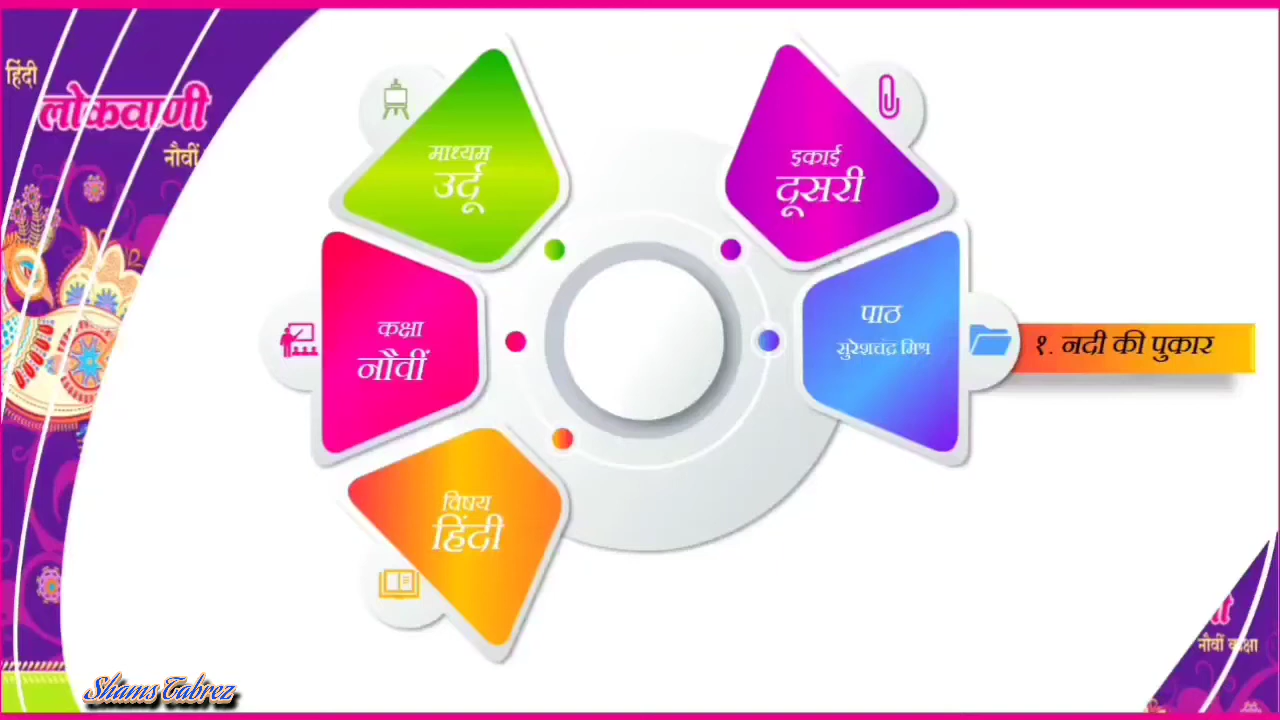 हिंदी
लोकवाणी
नौवीं
माध्यम
उर्दू
इकाई
दूसरी
कक्षा
नौवीं
पाठ
सुरेशचंद्र मिश्र
१. नदी की पुकार
विषय
हिंदी
नौवीं कक्षा
Shams Tabrez